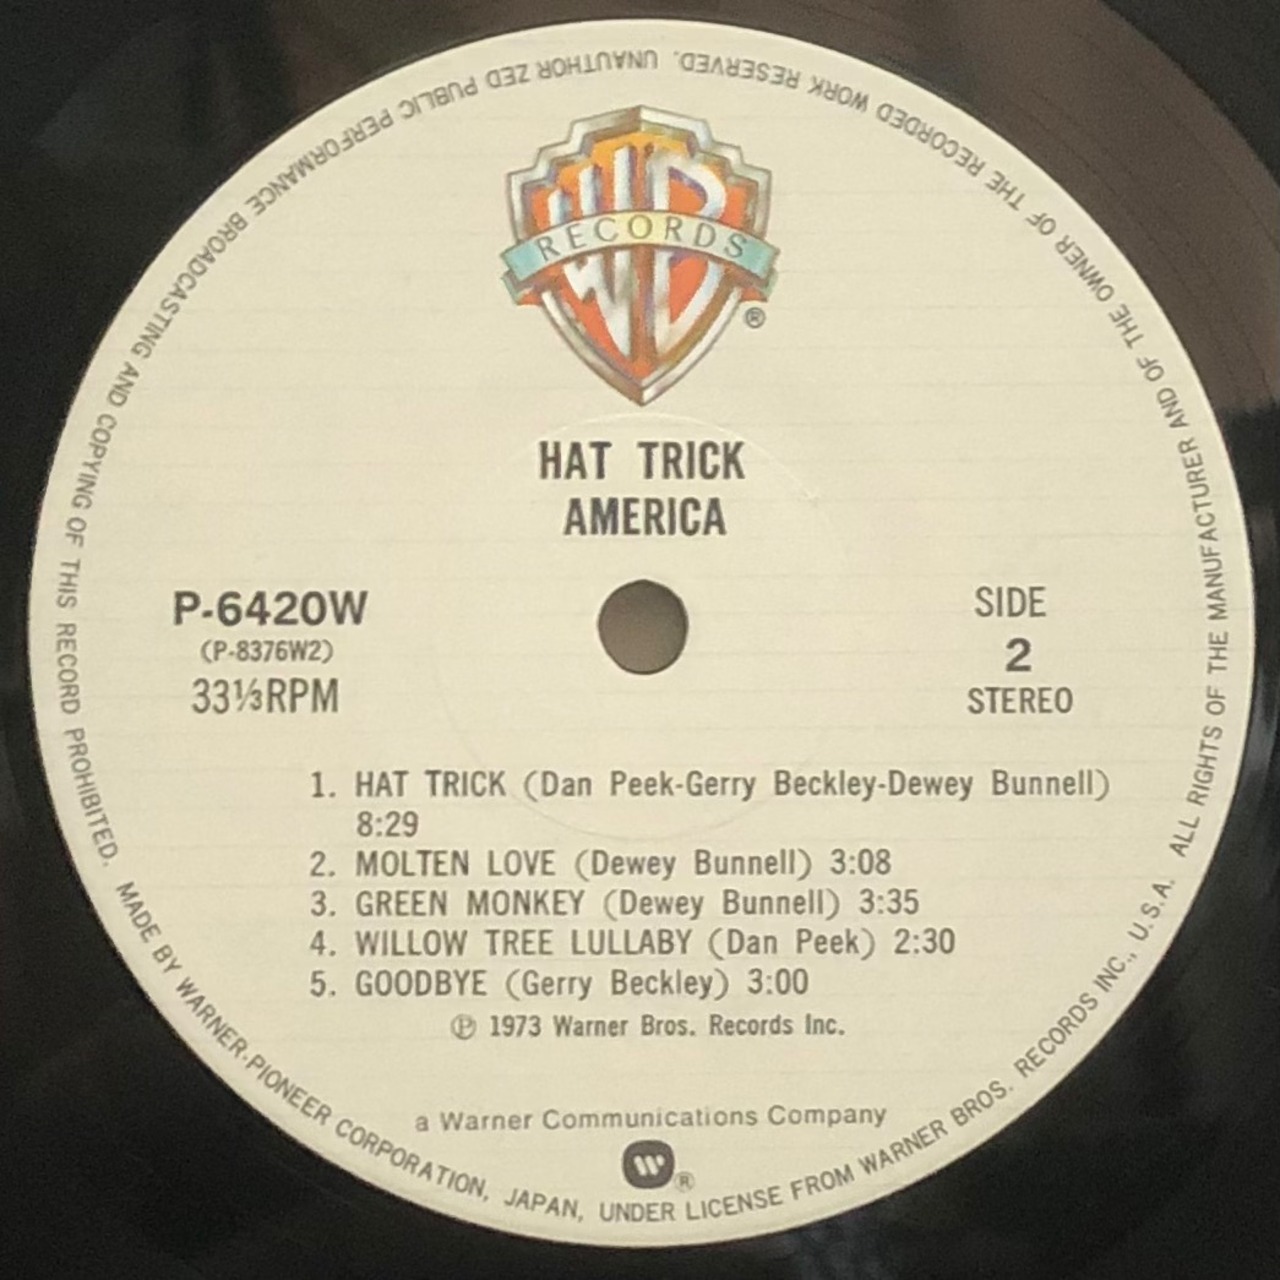 WB
RECORDS
®
HAT TRICK
AMERICA
P-6420W
(P-8376W2)
33⅓RPM
SIDE
2
STEREO
1. HAT TRICK (Dan Peek-Gerry Beckley-Dewey Bunnell)
8:29
2. MOLTEN LOVE (Dewey Bunnell) 3:08
3. GREEN MONKEY (Dewey Bunnell) 3:35
4. WILLOW TREE LULLABY (Dan Peek) 2:30
5. GOODBYE (Gerry Beckley) 3:00
Ⓟ 1973 Warner Bros. Records Inc.
a Warner Communications Company
W®
MADE BY WARNER-PIONEER CORPORATION, JAPAN, UNDER LICENSE FROM WARNER BROS. RECORDS INC., U.S.A. ALL RIGHTS OF THE MANUFACTURER AND OF THE OWNER OF THE RECORDED WORK RESERVED. UNAUTHOR ZED PUBLIC PERFORMANCE BROADCASTING AND COPYING OF THIS RECORD PROHIBITED.